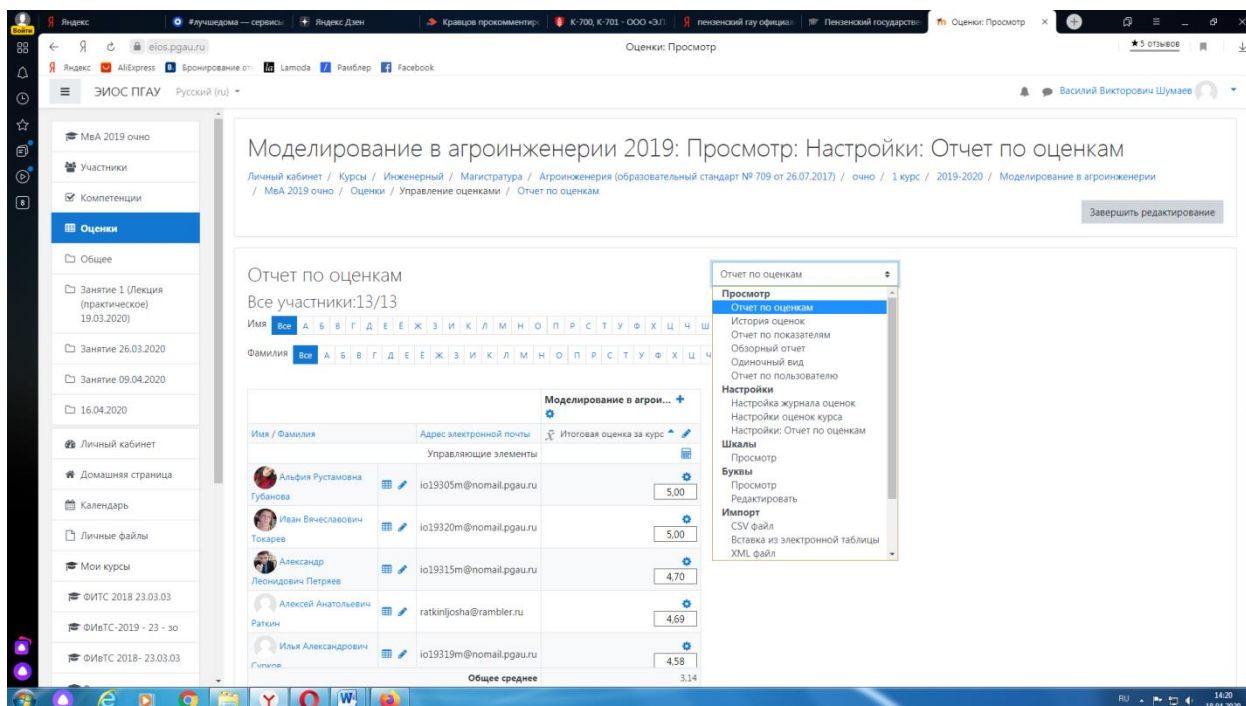 Яндекс
#лучшедома — сервисы
Яндекс Дзен
Кравцов прокомментир
К-700, К-701 - ООО «ЭЛ
пензенский гау официал
Пензенский государстве
Оценки: Просмотр
Войти
eios.pgau.ru
Оценки: Просмотр
★5 отзывов
Яндекс
AliExpress
Бронирование от
Lamoda
Рамблер
Facebook
ЭИОС ПГАУ
Русский (ru)
Василий Викторович Шумаев
МвА 2019 очно
Участники
Компетенции
Оценки
Общее
Занятие 1 (Лекция
(практическое)
19.03.2020)
Занятие 26.03.2020
Занятие 09.04.2020
16.04.2020
Личный кабинет
Домашняя страница
Календарь
Личные файлы
Мои курсы
ФИТС 2018 23.03.03
ФИвТС-2019 - 23 - зо
ФИвТС 2018- 23.03.03
Моделирование в агроинженерии 2019: Просмотр: Настройки: Отчет по оценкам
Личный кабинет / Курсы / Инженерный / Магистратура / Агроинженерия (образовательный стандарт № 709 от 26.07.2017) / очно / 1 курс / 2019-2020 / Моделирование в агроинженерии
/ МвА 2019 очно / Оценки / Управление оценками / Отчет по оценкам
Завершить редактирование
Отчет по оценкам
Все участники:13/13
Имя Все А Б В Г Д Е Ё Ж З И К Л М Н О П Р С Т У Ф Х Ц Ч Ш
Фамилия Все А Б В Г Д Е Ё Ж З И К Л М Н О П Р С Т У Ф Х Ц Ч
Моделирование в агрои...
Имя / Фамилия
Адрес электронной почты
Итоговая оценка за курс
Управляющие элементы
Альфия Рустамовна
Губанова
io19305m@nomail.pgau.ru
5,00
Иван Вячеславович
Токарев
io19320m@nomail.pgau.ru
5,00
Александр
Леонидович Петряев
io19315m@nomail.pgau.ru
4,70
Алексей Анатольевич
Раткин
ratkinljosha@rambler.ru
4,69
Илья Александрович
Сурков
io19319m@nomail.pgau.ru
4,58
Общее среднее
3.14
Отчет по оценкам
Просмотр
Отчет по оценкам
История оценок
Отчет по показателям
Обзорный отчет
Одиночный вид
Отчет по пользователю
Настройки
Настройка журнала оценок
Настройки оценок курса
Настройки: Отчет по оценкам
Шкалы
Просмотр
Буквы
Просмотр
Редактировать
Импорт
CSV файл
Вставка из электронной таблицы
XML файл
RU
14:20
18.04.2020